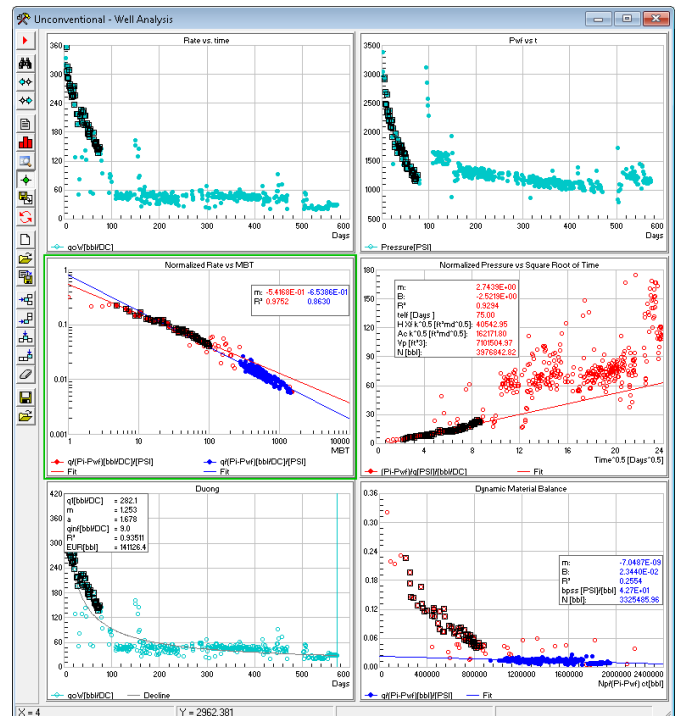 Unconventional - Well Analysis
Rate vs. time
360
300
240
180
120
60
0
0 100 200 300 400 500 600
Days
qoV[bbl/DC]
Pwf vs t
3500
3000
2500
2000
1500
1000
500
0 100 200 300 400 500 600
Days
Pressure[PSI]
Normalized Rate vs MBT
m: -5.4168E-01 -6.5386E-01
R² 0.9752 0.8630
1
0.1
0.01
0.001
1 10 100 1000 10000
MBT
q/(Pi-Pwf)[bbl/DC]/[PSI] q/(Pi-Pwf)[bbl/DC]/[PSI]
Fit Fit
Normalized Pressure vs Square Root of Time
m: 2.7439E+00
B: -2.5219E+00
R² 0.9294
telf [Days ] 75.00
H Xf k^0.5 [ft*md^0.5]: 40542.95
Ac k^0.5 [ft²md^0.5]: 162171.80
Vp [ft^3]: 7101504.97
N [bbl]: 3976842.82
180
150
120
90
60
30
0
0 4 8 12 16 20 24
Time^0.5 [Days^0.5]
(Pi-Pwf)/q[PSI]/[bbl/DC] Fit
Duong
q1[bbl/DC] = 282.1
m = 1.253
a = 1.678
qinf[bbl/DC] = 9.0
R² = 0.93511
EUR[bbl] = 141126.4
420
360
300
240
180
120
60
0
0 100 200 300 400 500 600
Days
qoV[bbl/DC] Decline
Dynamic Material Balance
m: -7.0487E-09
B: 2.3440E-02
R² 0.2554
bpss [PSI]/[bbl] 4.27E+01
N [bbl]: 3325485.96
0.36
0.30
0.24
0.18
0.12
0.06
0.00
0 400000 800000 1200000 1600000 2000000 2400000
Np/(Pi-Pwf) ct[bbl]
q/(Pi-Pwf)[bbl]/[PSI] Fit
X = 4 Y = 2962.381